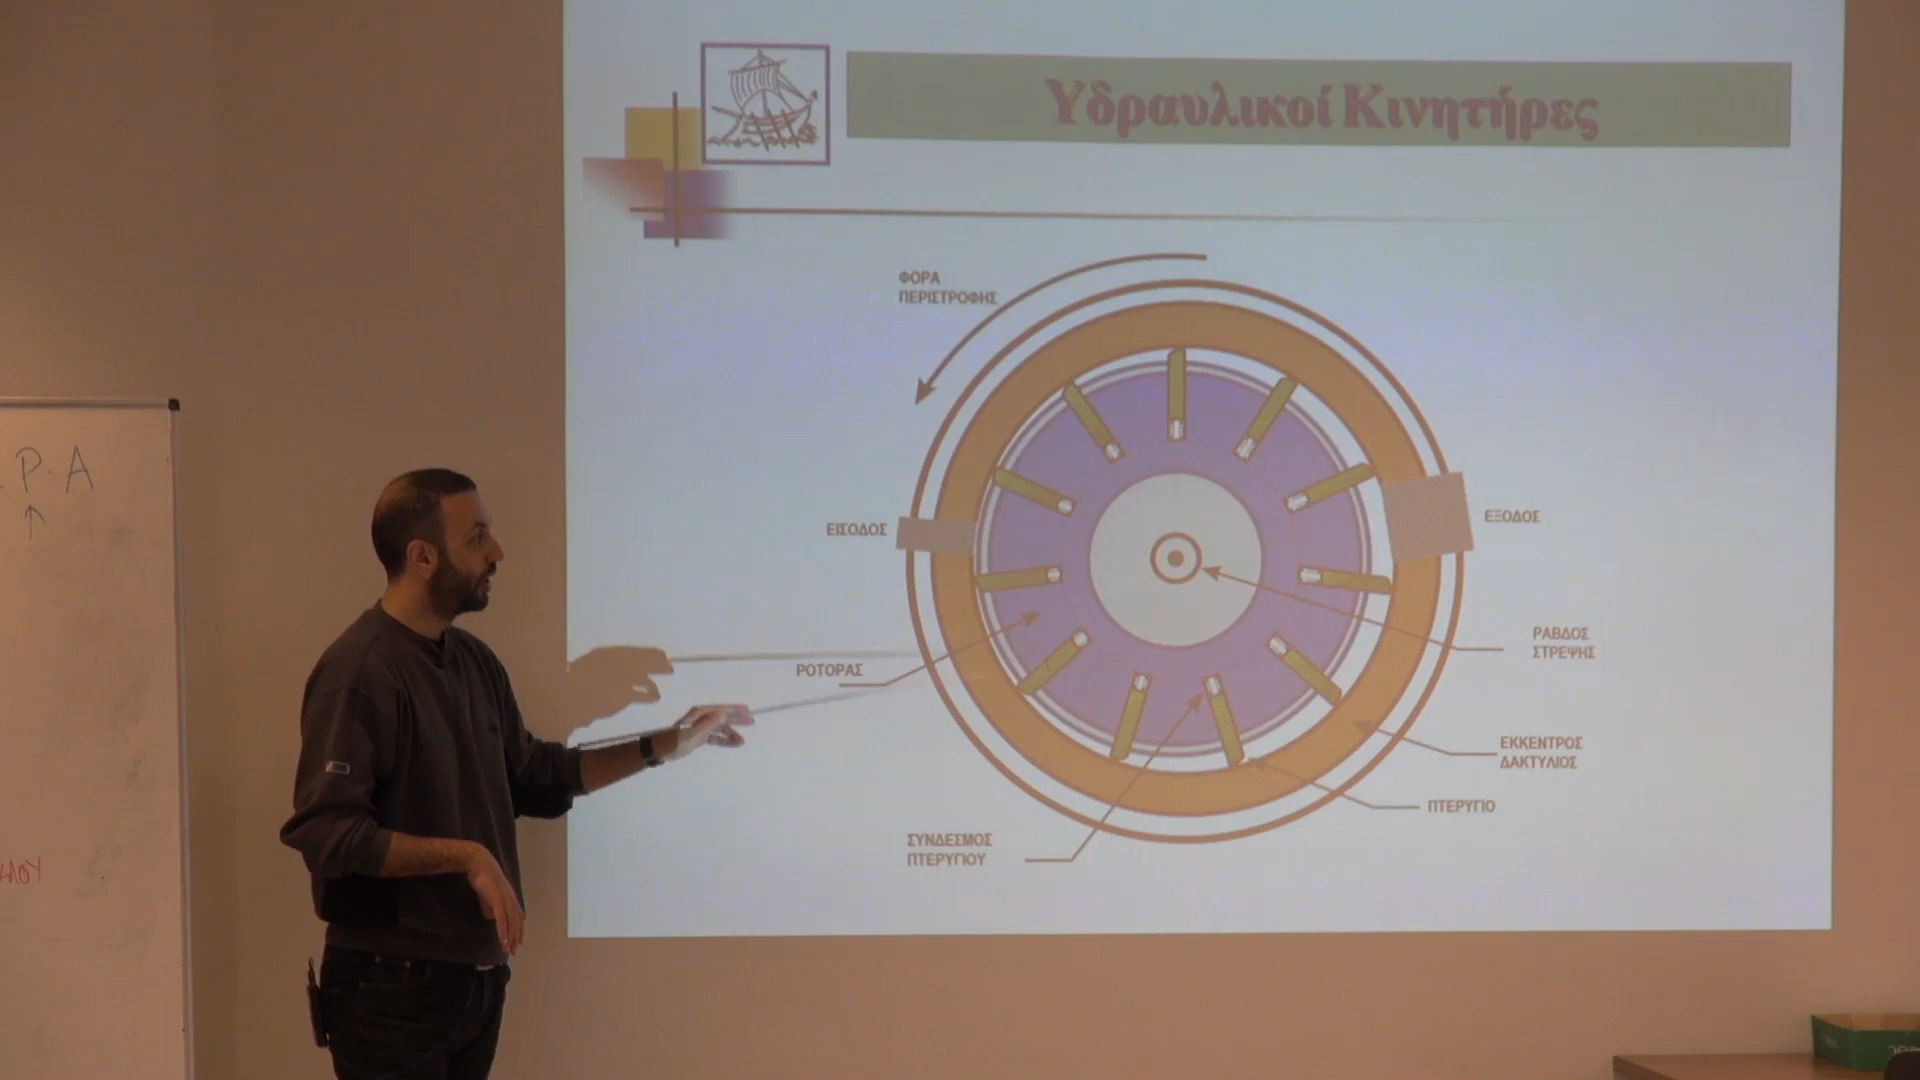 Υδραυλικοί Κινητήρες
ΦΟΡΑ
ΠΕΡΙΣΤΡΟΦΗΣ
P.A
ΕΙΣΟΔΟΣ
ΕΞΟΔΟΣ
ΡΑΒΔΟΣ
ΣΤΡΕΨΗΣ
ΡΟΤΟΡΑΣ
ΕΚΚΕΝΤΡΟΣ
ΔΑΚΤΥΛΙΟΣ
ΠΤΕΡΥΓΙΟ
ΣΥΝΔΕΣΜΟΣ
ΠΤΕΡΥΓΙΟΥ